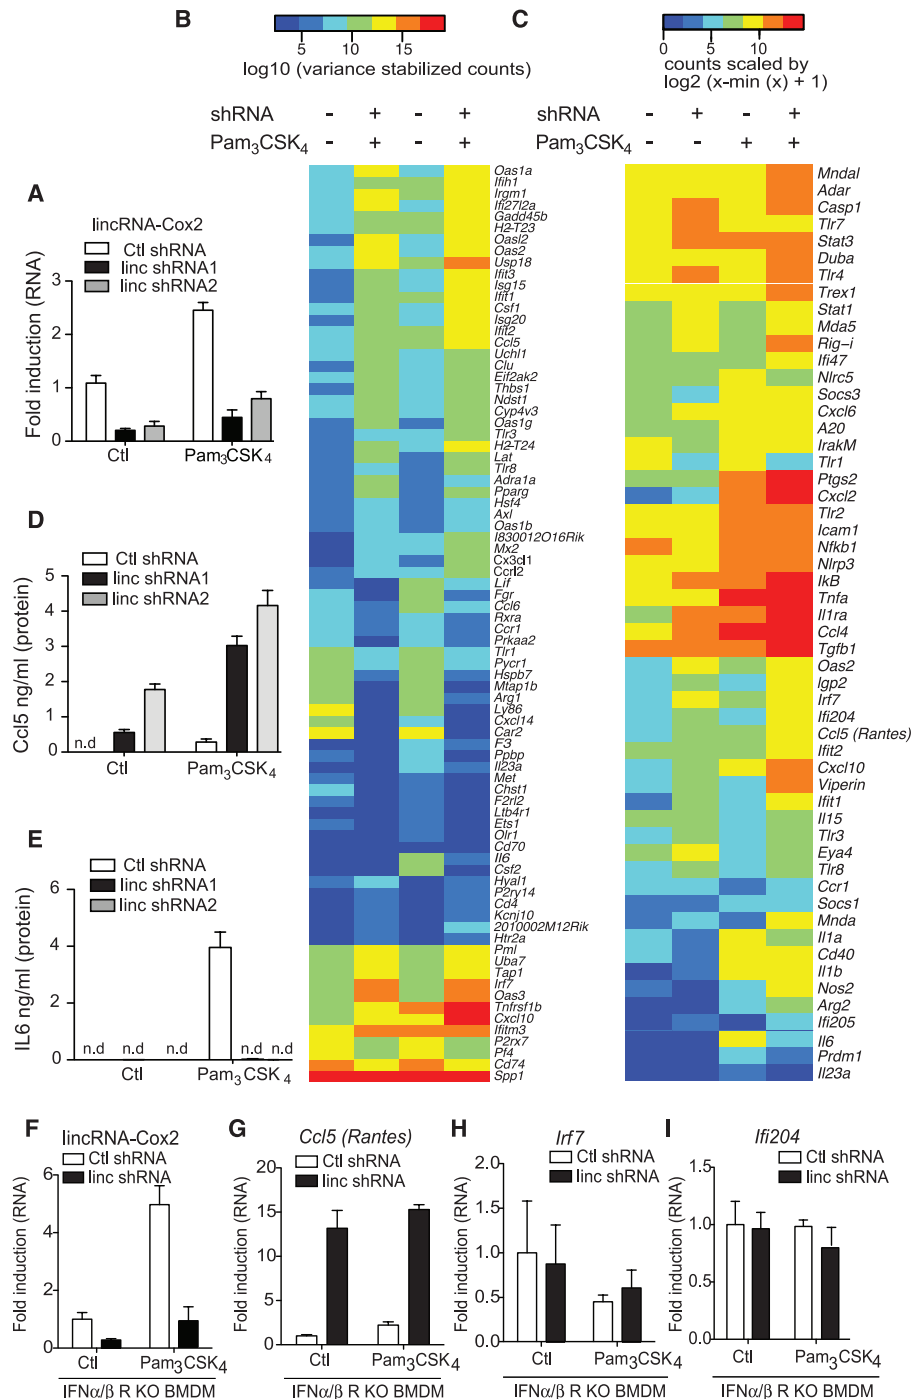 B
5 10 15
log10 (variance stabilized counts)
C
0 5 10
counts scaled by
log2 (x-min (x) + 1)
shRNA - + - +
Pam3CSK4 - + - +
- + - +
- - + +
A
lincRNA-Cox2
Ctl shRNA
linc shRNA1
linc shRNA2
Fold induction (RNA)
3
2
1
0
Ctl Pam3CSK4
D
Ctl shRNA
linc shRNA1
linc shRNA2
Ccl5 ng/ml (protein)
5
4
3
2
1
0
n.d
Ctl Pam3CSK4
E
Ctl shRNA
linc shRNA1
linc shRNA2
IL6 ng/ml (protein)
6
4
2
0
n.d n.d n.d n.d n.d
Ctl Pam3CSK4
Oas1a
Ifih1
Irgm1
Ifi27l2a
Gadd45b
H2-T23
Oasl2
Oas2
Usp18
Ifit3
Isg15
Ifit1
Csf1
Isg20
Ifit2
Ccl5
Uchl1
Clu
Eif2ak2
Thbs1
Ndst1
Cyp4v3
Oas1g
Tlr3
H2-T24
Lat
Tlr8
Adra1a
Pparg
Hsf4
Axl
Oas1b
I830012O16Rik
Mx2
Cx3cl1
Ccrl2
Lif
Fgr
Ccl6
Rxra
Ccr1
Prkaa2
Tlr1
Pycr1
Hspb7
Mtap1b
Arg1
Ly86
Cxcl14
Car2
F3
Ppbp
Il23a
Met
Chst1
F2rl2
Ltb4r1
Ets1
Olr1
Cd70
Il6
Csf2
Hyal1
P2ry14
Cd4
Kcnj10
2010002M12Rik
Htr2a
Pml
Uba7
Tap1
Irf7
Oas3
Tnfrsf1b
Cxcl10
Ifitm3
P2rx7
Pf4
Cd74
Spp1
Mndal
Adar
Casp1
Tlr7
Stat3
Duba
Tlr4
Trex1
Stat1
Mda5
Rig-i
Ifi47
Nlrc5
Socs3
Cxcl6
A20
IrakM
Tlr1
Ptgs2
Cxcl2
Tlr2
Icam1
Nfkb1
Nlrp3
IkB
Tnfa
Il1ra
Ccl4
Tgfb1
Oas2
lgp2
Irf7
Ifi204
Ccl5 (Rantes)
Ifit2
Cxcl10
Viperin
Ifit1
Il15
Tlr3
Eya4
Tlr8
Ccr1
Socs1
Mnda
Il1a
Cd40
Il1b
Nos2
Arg2
Ifi205
Il6
Prdm1
Il23a
F
lincRNA-Cox2
Ctl shRNA
linc shRNA
Fold induction (RNA)
6
4
2
0
Ctl Pam3CSK4
IFNα/β R KO BMDM
G
Ccl5 (Rantes)
Ctl shRNA
linc shRNA
Fold induction (RNA)
20
15
10
5
0
Ctl Pam3CSK4
IFNα/β R KO BMDM
H
Irf7
Ctl shRNA
linc shRNA
Fold induction (RNA)
2.0
1.5
1.0
0.5
0.0
Ctl Pam3CSK4
IFNα/β R KO BMDM
I
Ifi204
Ctl shRNA
linc shRNA
Fold induction (RNA)
1.5
1.0
0.5
0.0
Ctl Pam3CSK4
IFNα/β R KO BMDM